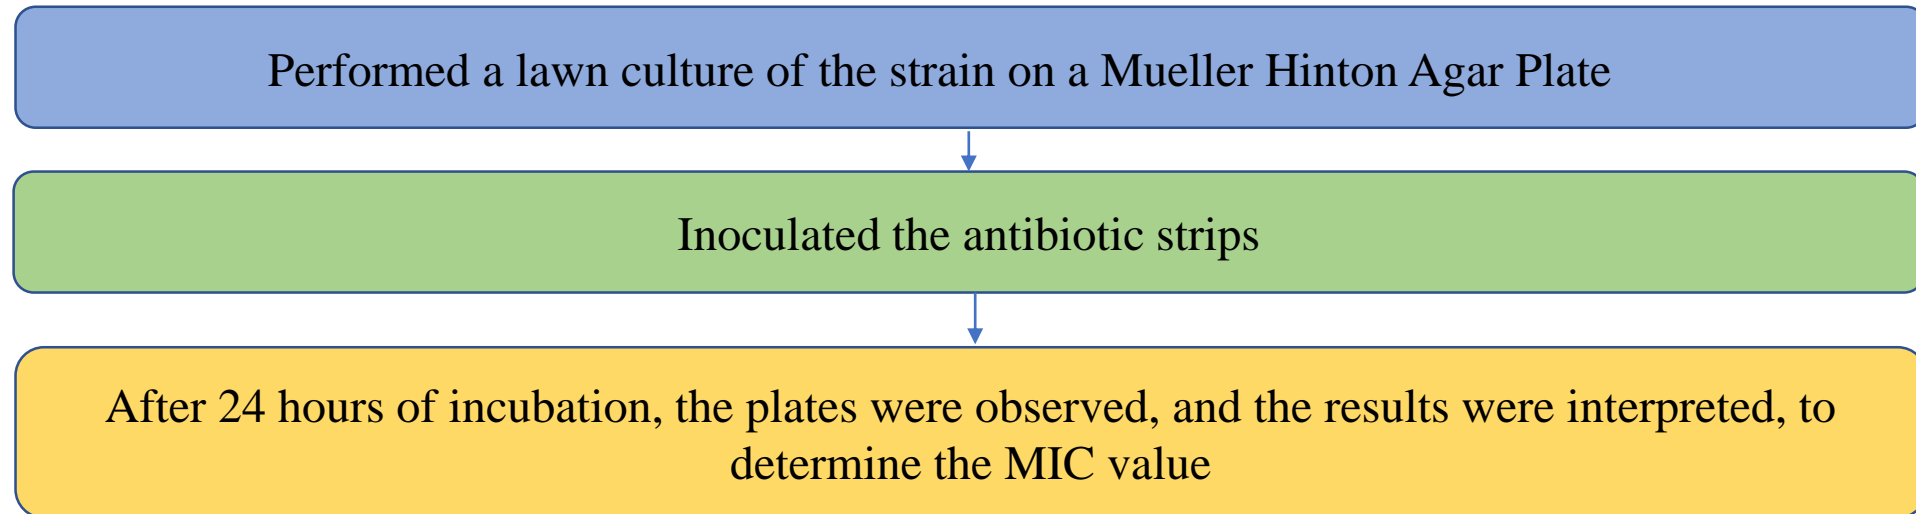 Performed a lawn culture of the strain on a Mueller Hinton Agar Plate
Inoculated the antibiotic strips
After 24 hours of incubation, the plates were observed, and the results were interpreted, to
determine the MIC value